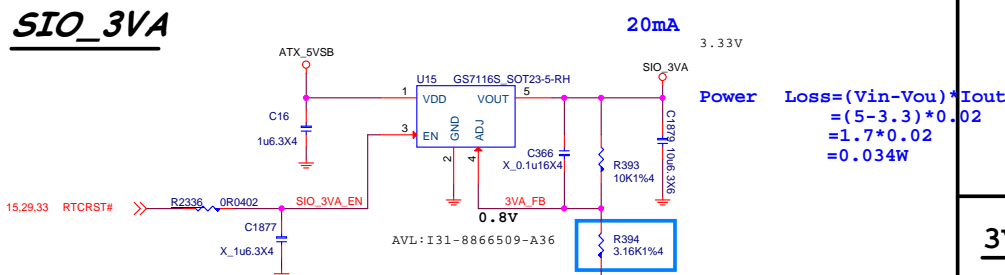 SIO_3VA
20mA
3.33V
ATX_5VSB
SIO_3VA
U15 GS7116S_SOT23-5-RH
1
VDD
VOUT
5
Power Loss=(Vin-Vou)*Iout
=(5-3.3)*0.02
=1.7*0.02
=0.034W
C16
1u6.3X4
3
EN
GND
ADJ
2
4
C366
X_0.1u16X4
R393
10K1%4
C1879 10u6.3X6
15,29,33 RTCRST#
R2336 0R0402
SIO_3VA_EN
3VA_FB
0.8V
C1877
X_1u6.3X4
AVL:I31-8866509-A36
R394
3.16K1%4